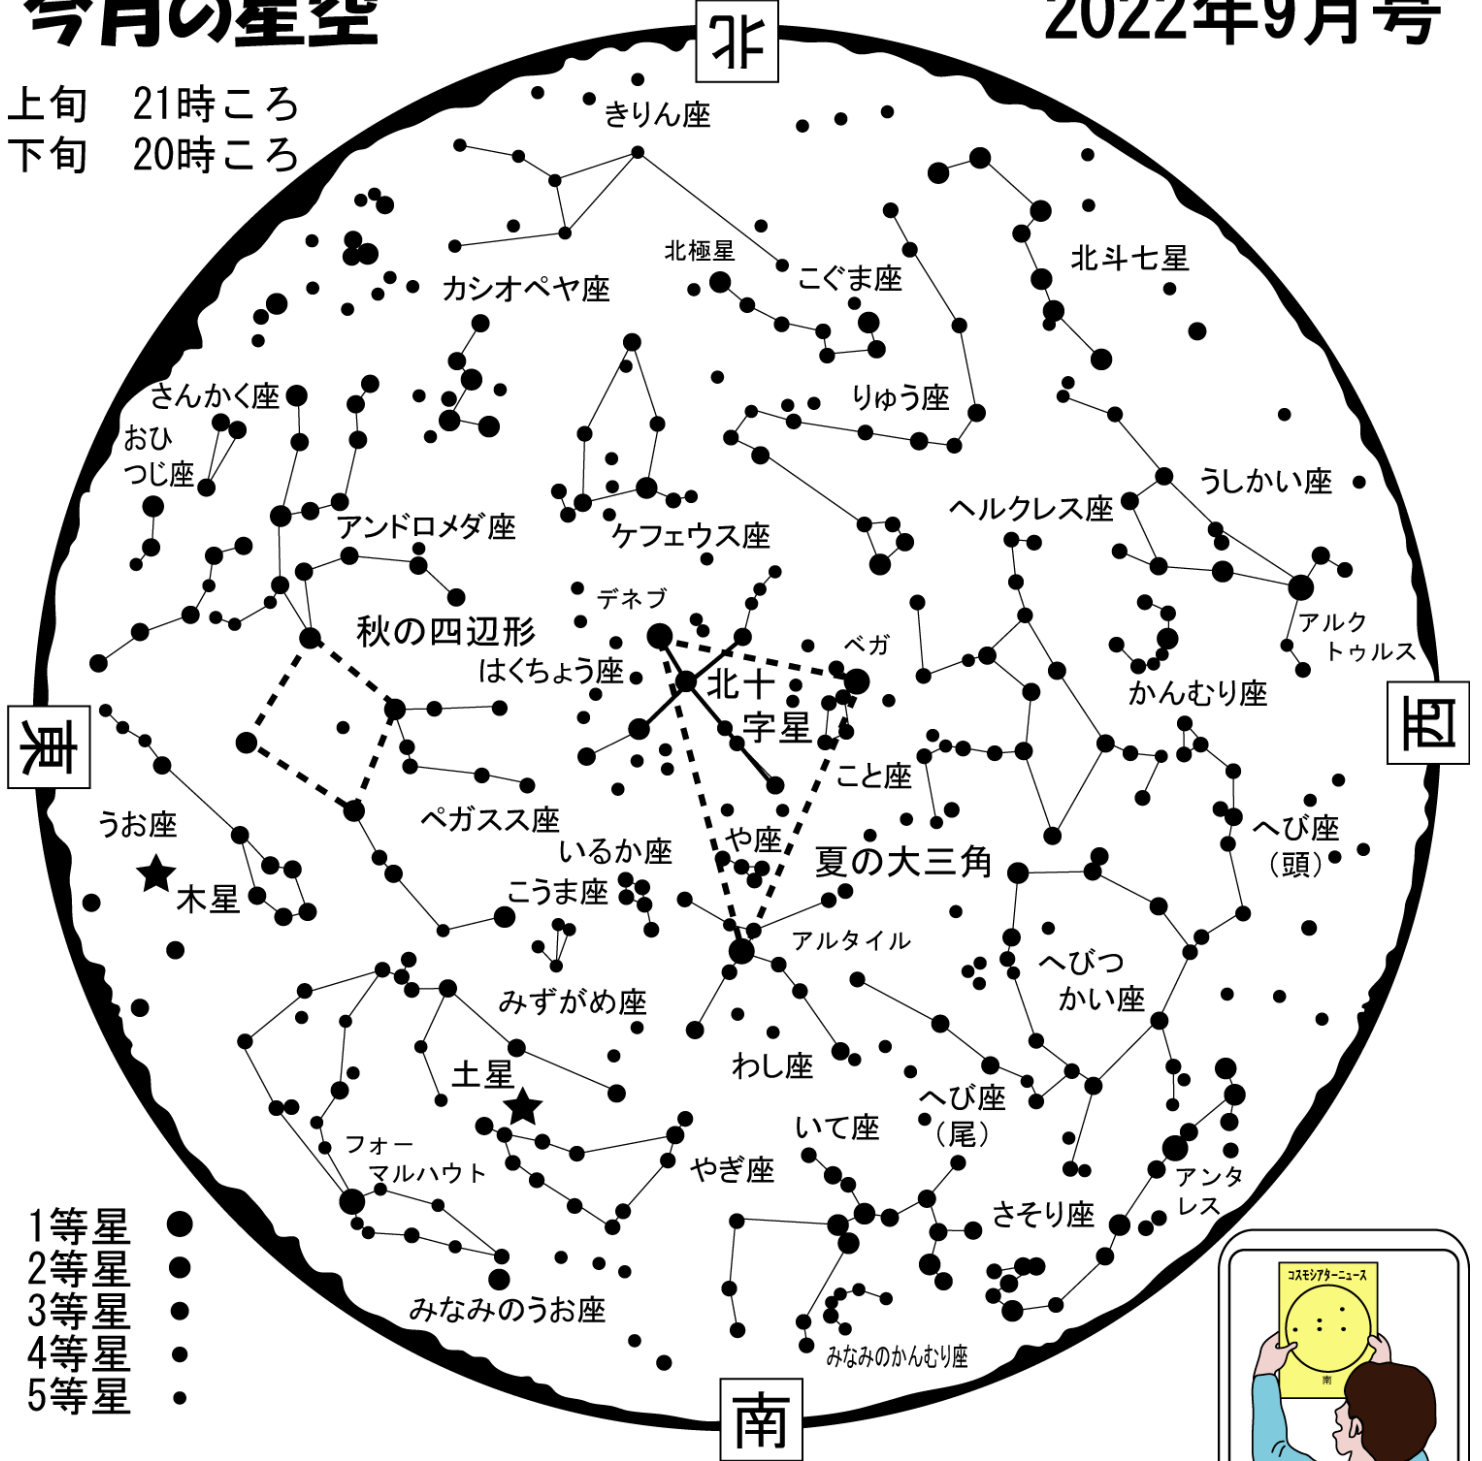 今月の星空
2022年9月号
上旬 21時ころ
下旬 20時ころ
北
きりん座
北極星
こぐま座
北斗七星
カシオペヤ座
さんかく座
おひ
つじ座
りゅう座
うしかい座
アンドロメダ座
ケフェウス座
ヘルクレス座
デネブ
秋の四辺形
はくちょう座
北十
字星
ベガ
アルク
トゥルス
かんむり座
東
西
こと座
うお座
木星
ペガスス座
いるか座
や座
夏の大三角
へび座
(頭)
こうま座
アルタイル
へびつ
かい座
みずがめ座
土星
わし座
へび座
(尾)
いて座
フォー
マルハウト
やぎ座
アンタ
レス
さそり座
みなみのうお座
みなみのかんむり座
南
1等星
2等星
3等星
4等星
5等星
コスモシアターニュース
南